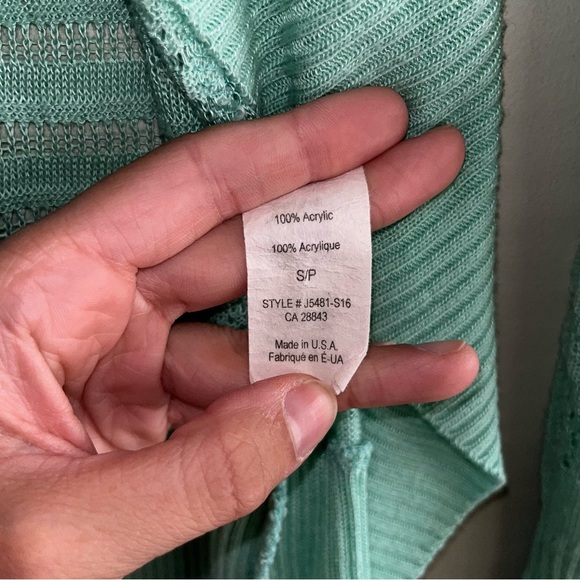 100% Acrylic
100% Acrylique
S/P
STYLE # J5481-S16
CA 28843
Made in U.S.A.
Fabriqué en É-UA